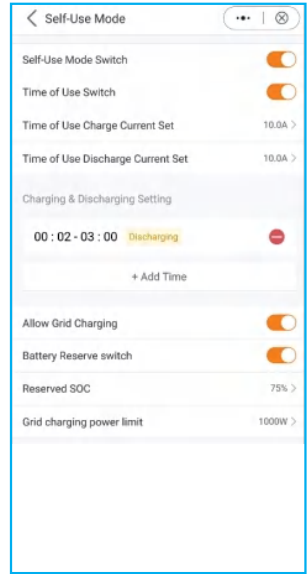 Self-Use Mode
Self-Use Mode Switch
Time of Use Switch
Time of Use Charge Current Set 10.0A >
Time of Use Discharge Current Set 10.0A >
Charging & Discharging Setting
00 : 02 - 03 : 00 Discharging
+ Add Time
Allow Grid Charging
Battery Reserve switch
Reserved SOC 75% >
Grid charging power limit 1000W >